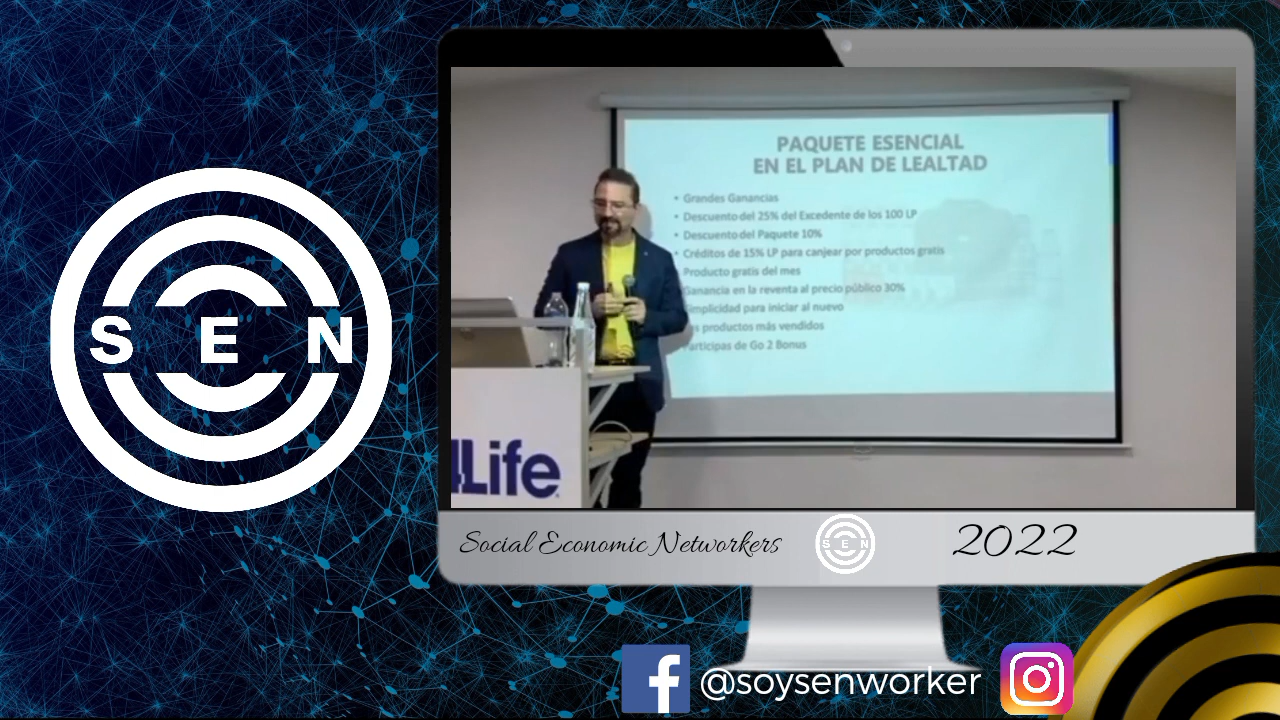 S E N
PAQUETE ESENCIAL
EN EL PLAN DE LEALTAD
• Grandes Ganancias
• Descuento del 25% del Excedente de los 100 LP
• Descuento del Paquete 10%
• Créditos de 15% LP para canjear por productos gratis
Producto gratis del mes
Ganancia en la reventa al precio público 30%
implicidad para iniciar al nuevo
productos más vendidos
articipas de Go 2 Bonus
4Life
Social Economic Networkers
SEN
2022
@soysenworker